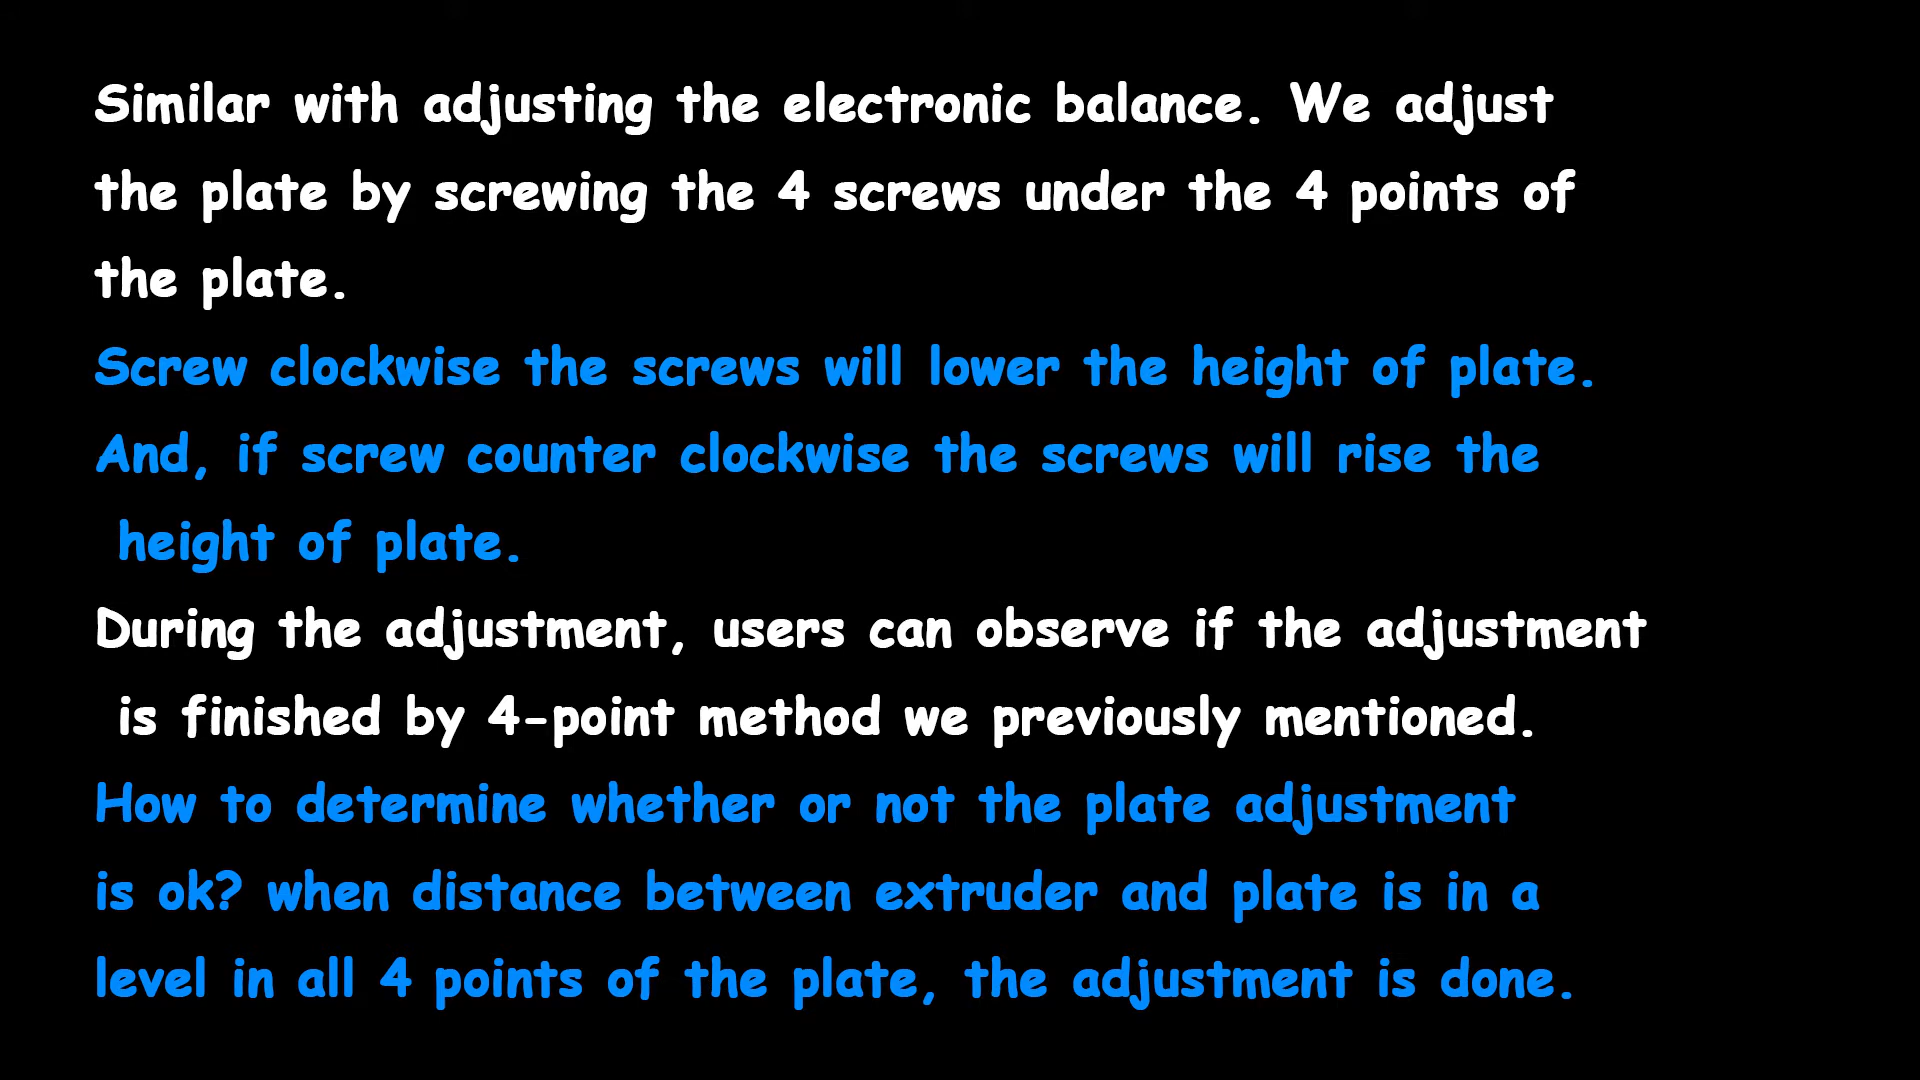 Similar with adjusting the electronic balance. We adjust
the plate by screwing the 4 screws under the 4 points of
the plate.
Screw clockwise the screws will lower the height of plate.
And, if screw counter clockwise the screws will rise the
height of plate.
During the adjustment, users can observe if the adjustment
is finished by 4-point method we previously mentioned.
How to determine whether or not the plate adjustment
is ok? when distance between extruder and plate is in a
level in all 4 points of the plate, the adjustment is done.